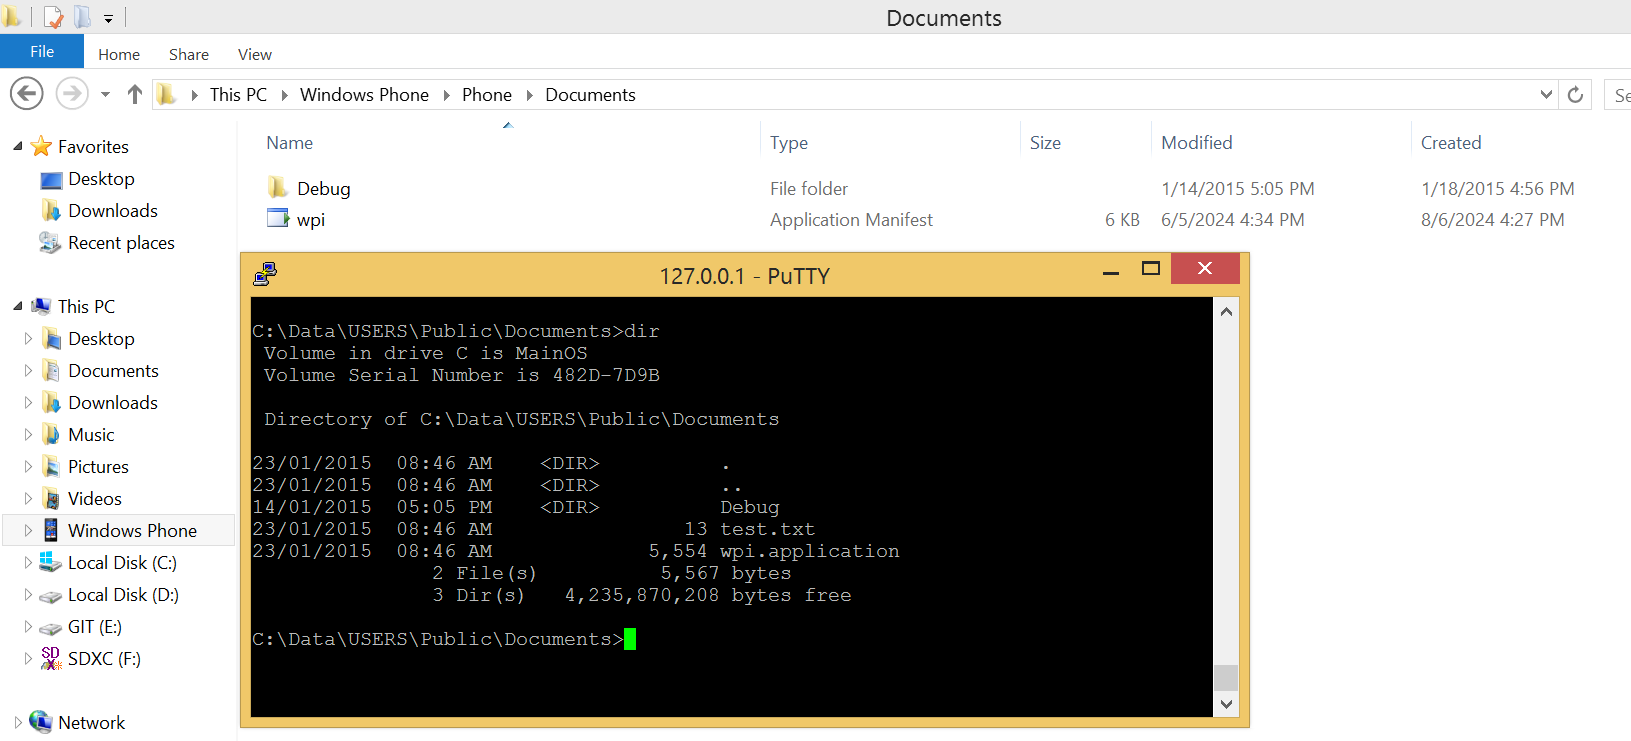 Documents
File Home Share View
This PC Windows Phone Phone Documents Se
Name Type Size Modified Created
Debug File folder 1/14/2015 5:05 PM 1/18/2015 4:56 PM
wpi Application Manifest 6 KB 6/5/2024 4:34 PM 8/6/2024 4:27 PM
Favorites
Desktop
Downloads
Recent places
This PC
Desktop
Documents
Downloads
Music
Pictures
Videos
Windows Phone
Local Disk (C:)
Local Disk (D:)
GIT (E:)
SD SDXC (F:)
Network
127.0.0.1 - PuTTY
C:\Data\USERS\Public\Documents>dir
Volume in drive C is MainOS
Volume Serial Number is 482D-7D9B
Directory of C:\Data\USERS\Public\Documents
23/01/2015 08:46 AM <DIR> .
23/01/2015 08:46 AM <DIR> ..
14/01/2015 05:05 PM <DIR> Debug
23/01/2015 08:46 AM 13 test.txt
23/01/2015 08:46 AM 5,554 wpi.application
2 File(s) 5,567 bytes
3 Dir(s) 4,235,870,208 bytes free
C:\Data\USERS\Public\Documents>